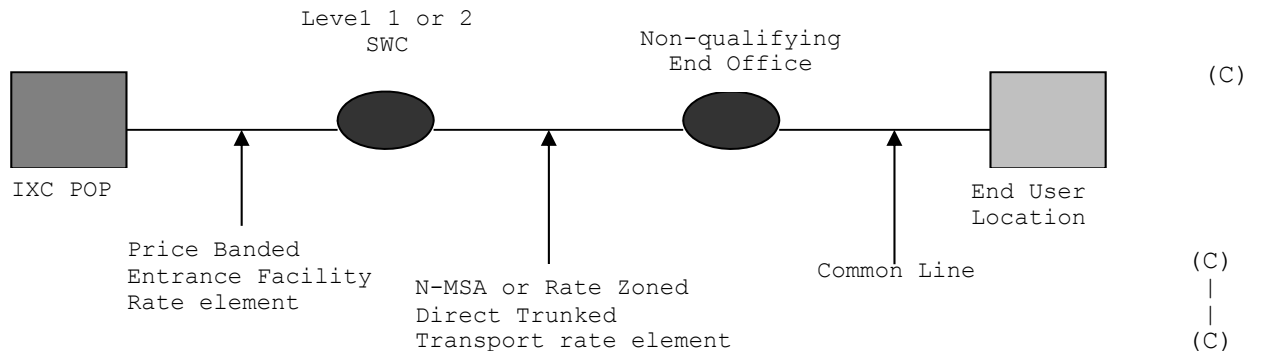 Level 1 or 2
SWC
Non-qualifying
End Office
(C)
IXC POP
End User
Location
Price Banded
Entrance Facility
Rate element
N-MSA or Rate Zoned
Direct Trunked
Transport rate element
Common Line
(C)
|
|
(C)